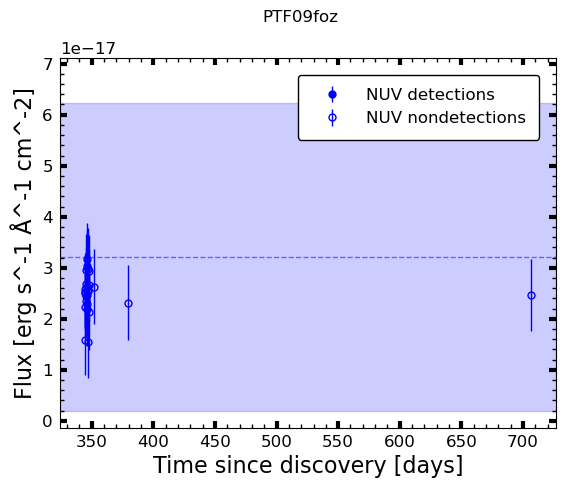 PTF09foz
1e−17
7
6
5
4
3
2
1
0
NUV detections
NUV nondetections
Flux [erg s^-1 Å^-1 cm^-2]
350 400 450 500 550 600 650 700
Time since discovery [days]